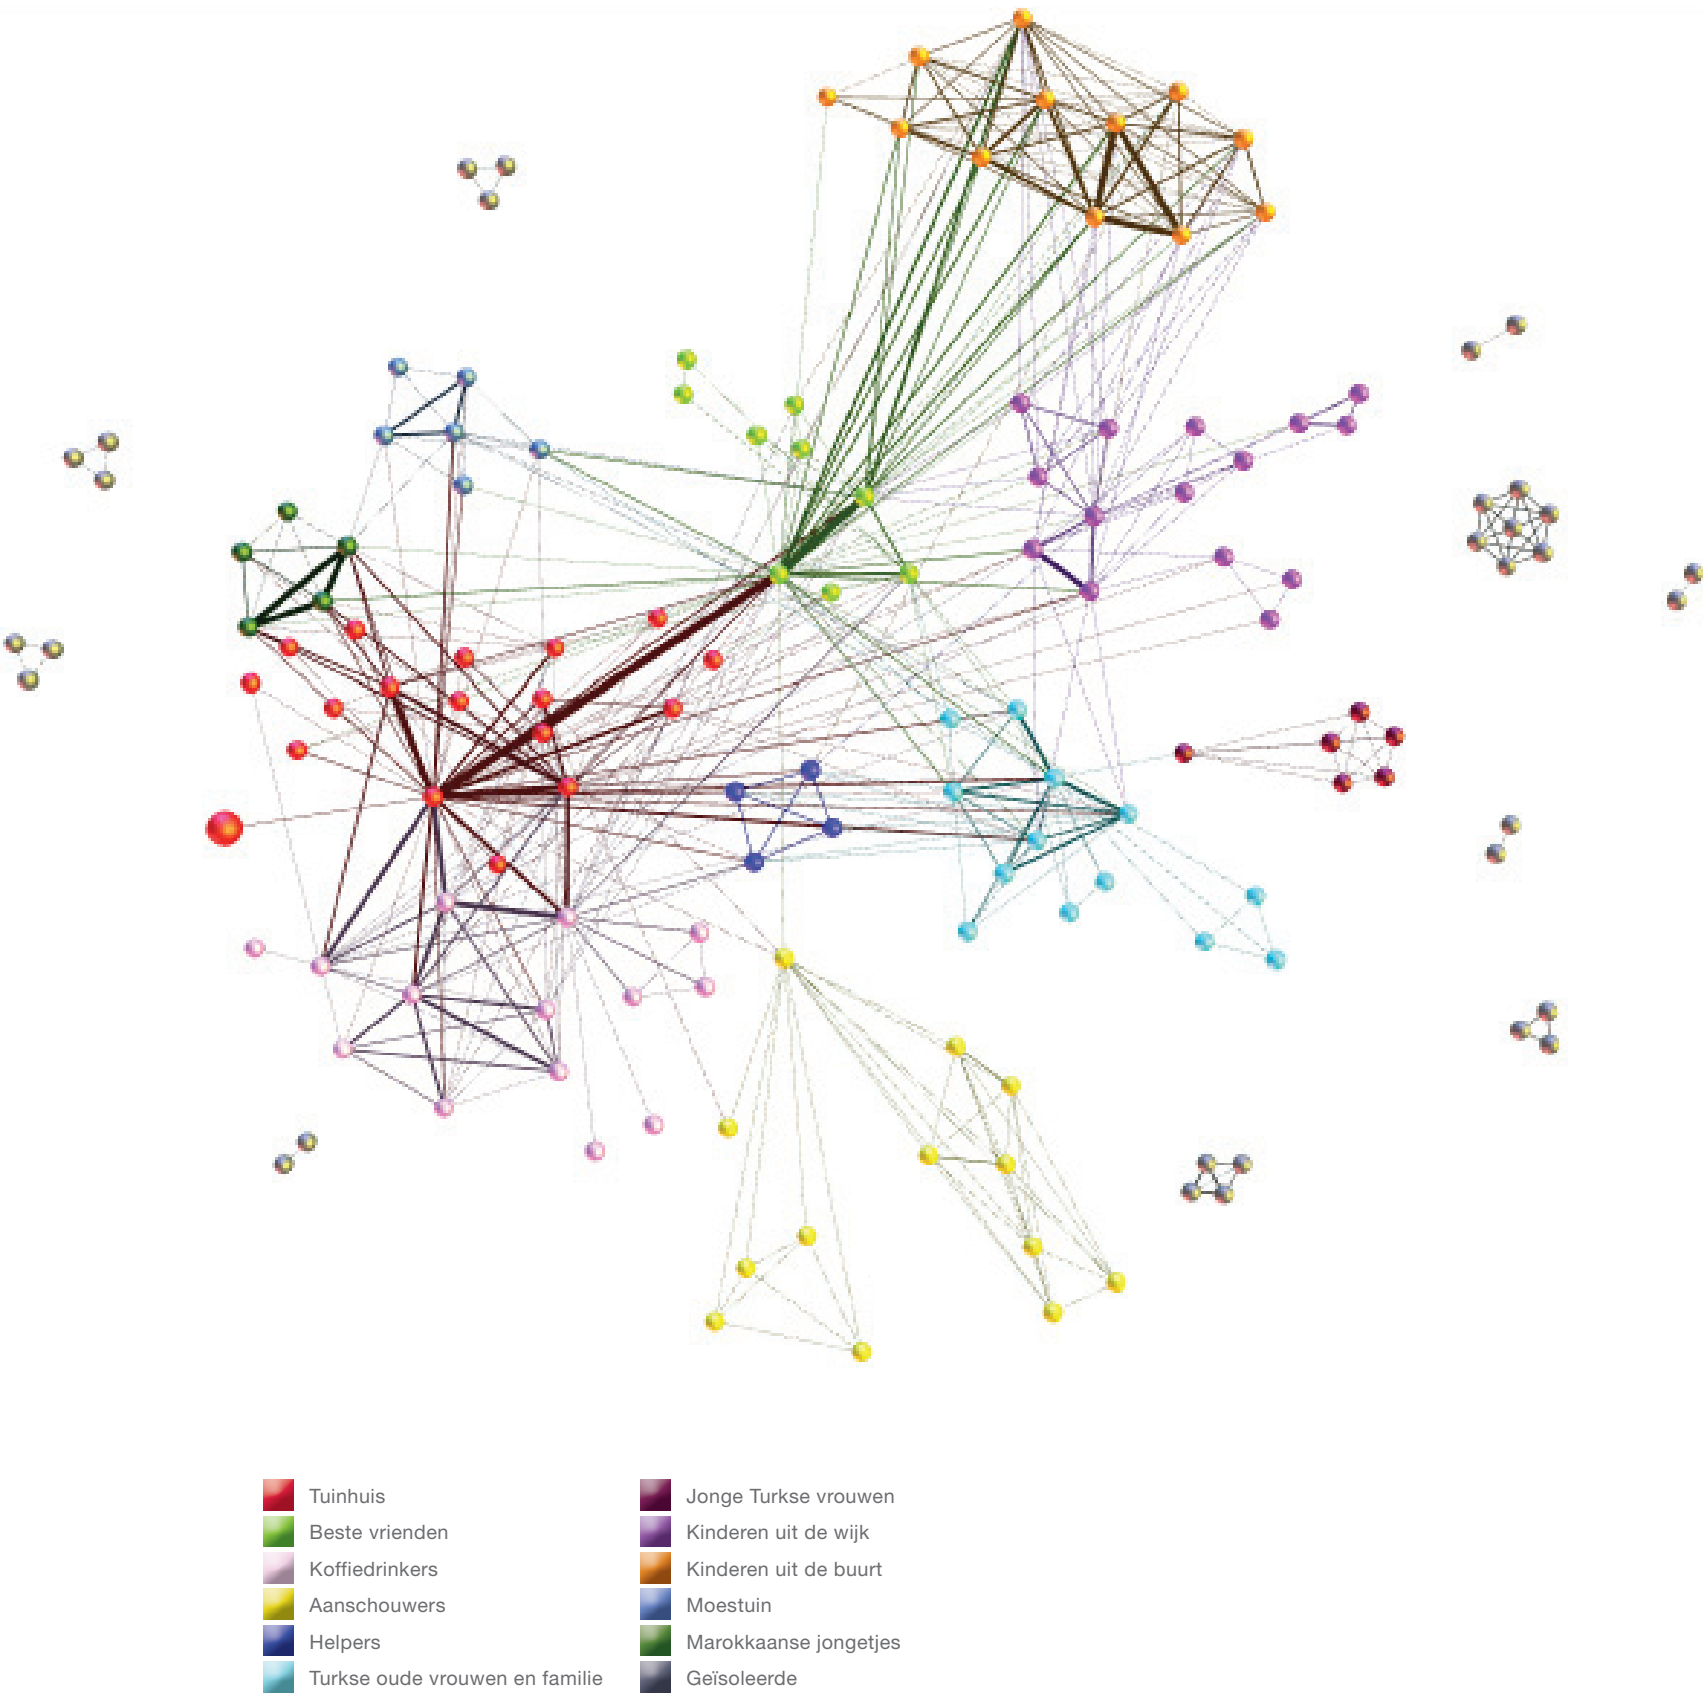 Tuinhuis
Beste vrienden
Koffiedrinkers
Aanschouwers
Helpers
Turkse oude vrouwen en familie
Jonge Turkse vrouwen
Kinderen uit de wijk
Kinderen uit de buurt
Moestuin
Marokkaanse jongetjes
Geïsoleerde